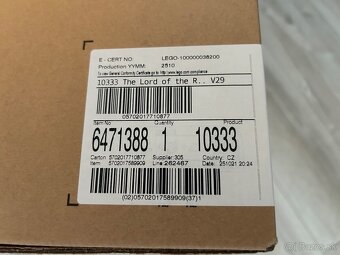 E - CERT NO: LEGO-100000038200
Production YYMM: 2510
To view General Conformity Certificate go to http://www.lego.com/compliance
10333 The Lord of the R.. V29
05702017710877
Item No Quantity
6471388 1 10333
Carton 5702017710877 Supplier 305 Country: CZ
Item 5702017589909 Line 262467 251021 20:24
(02)05702017589909(37)1
bazos.sk